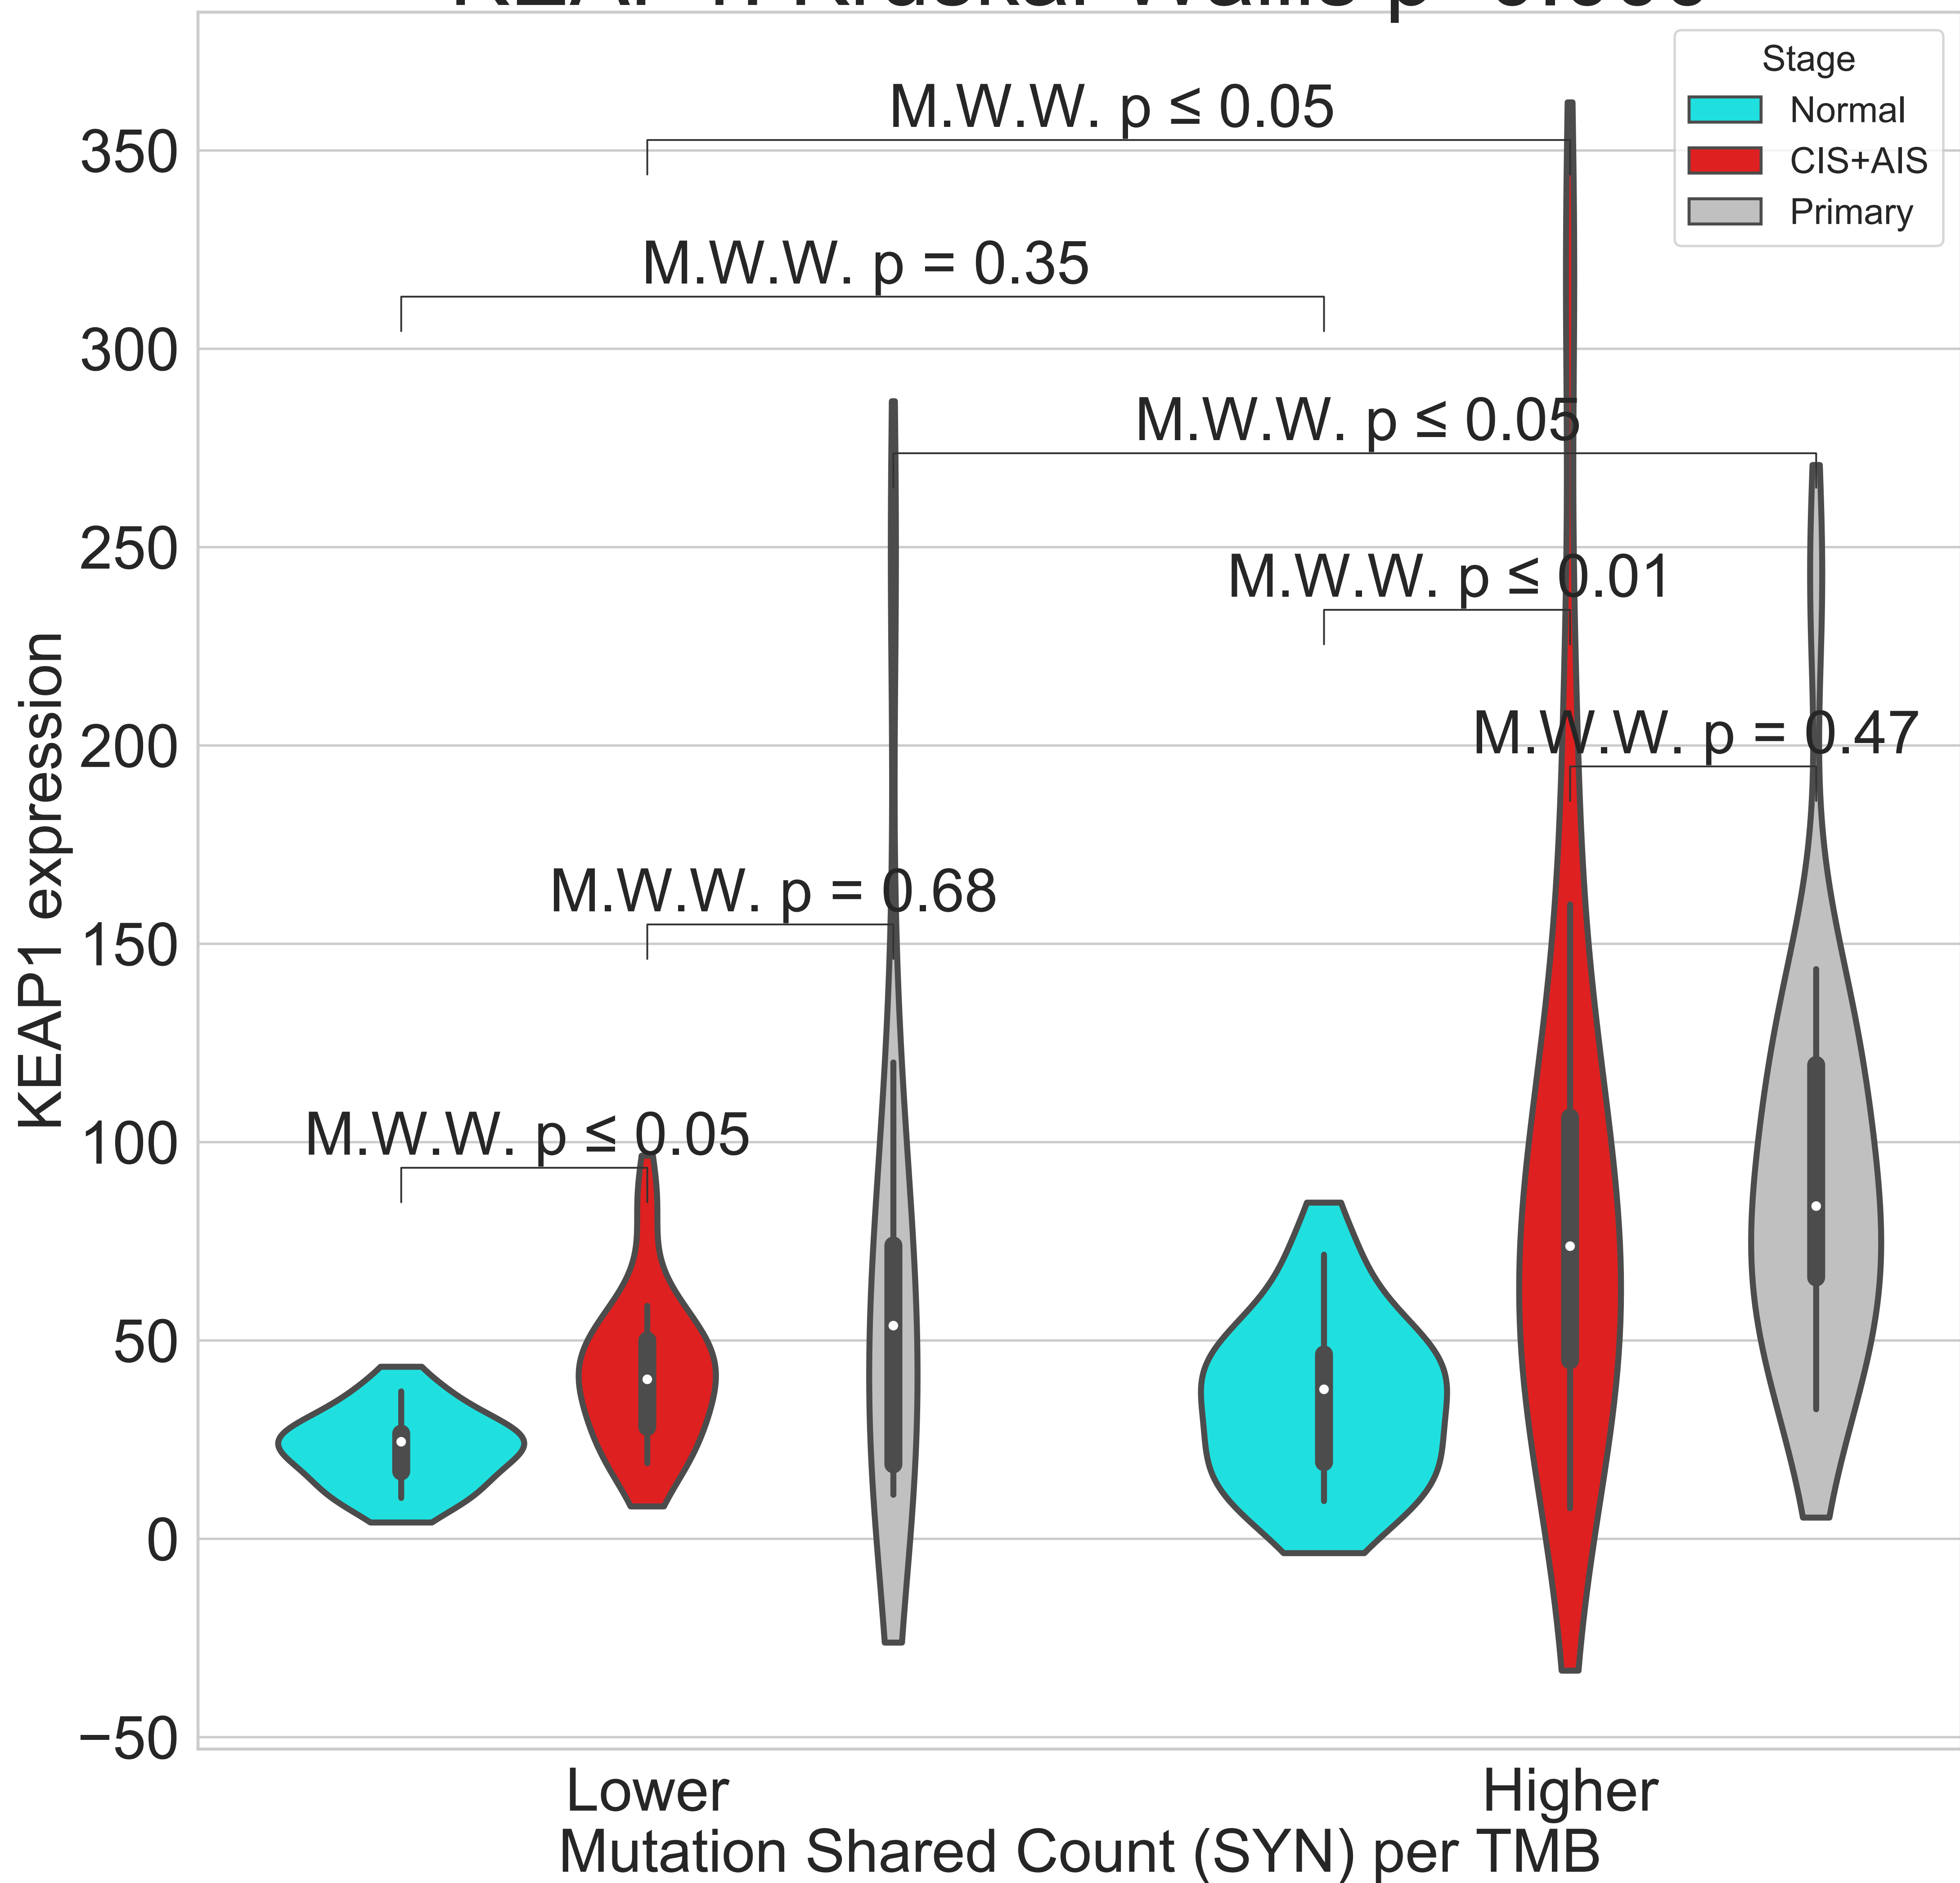 Stage
Normal
CIS+AIS
Primary
M.W.W. p ≤ 0.05
M.W.W. p = 0.35
M.W.W. p ≤ 0.05
M.W.W. p ≤ 0.01
M.W.W. p = 0.47
M.W.W. p = 0.68
M.W.W. p ≤ 0.05
350
300
250
200
150
100
50
0
−50
KEAP1 expression
Lower
Higher
Mutation Shared Count (SYN) per TMB